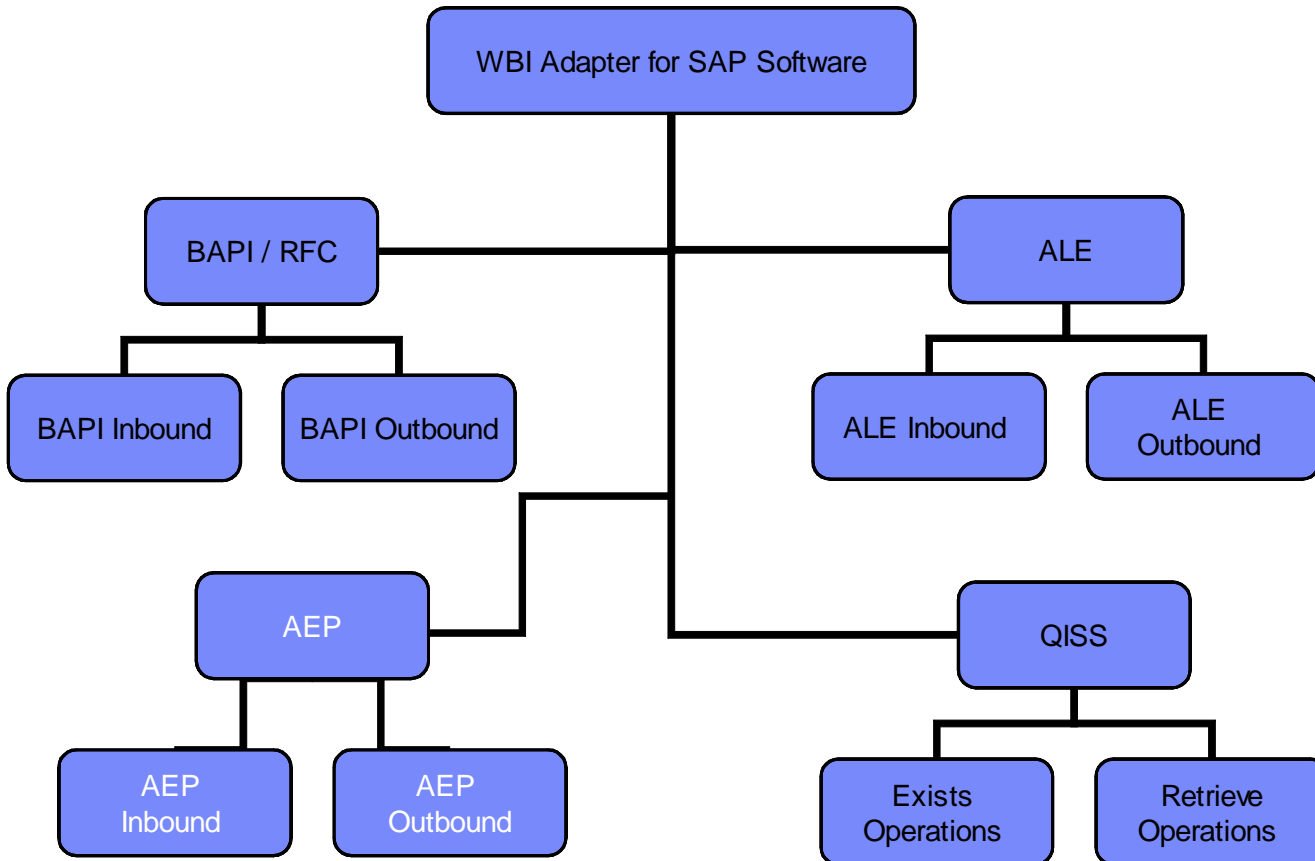 WBI Adapter for SAP Software
BAPI / RFC
ALE
BAPI Inbound
BAPI Outbound
ALE Inbound
ALE
Outbound
AEP
QISS
AEP
Inbound
AEP
Outbound
Exists
Operations
Retrieve
Operations